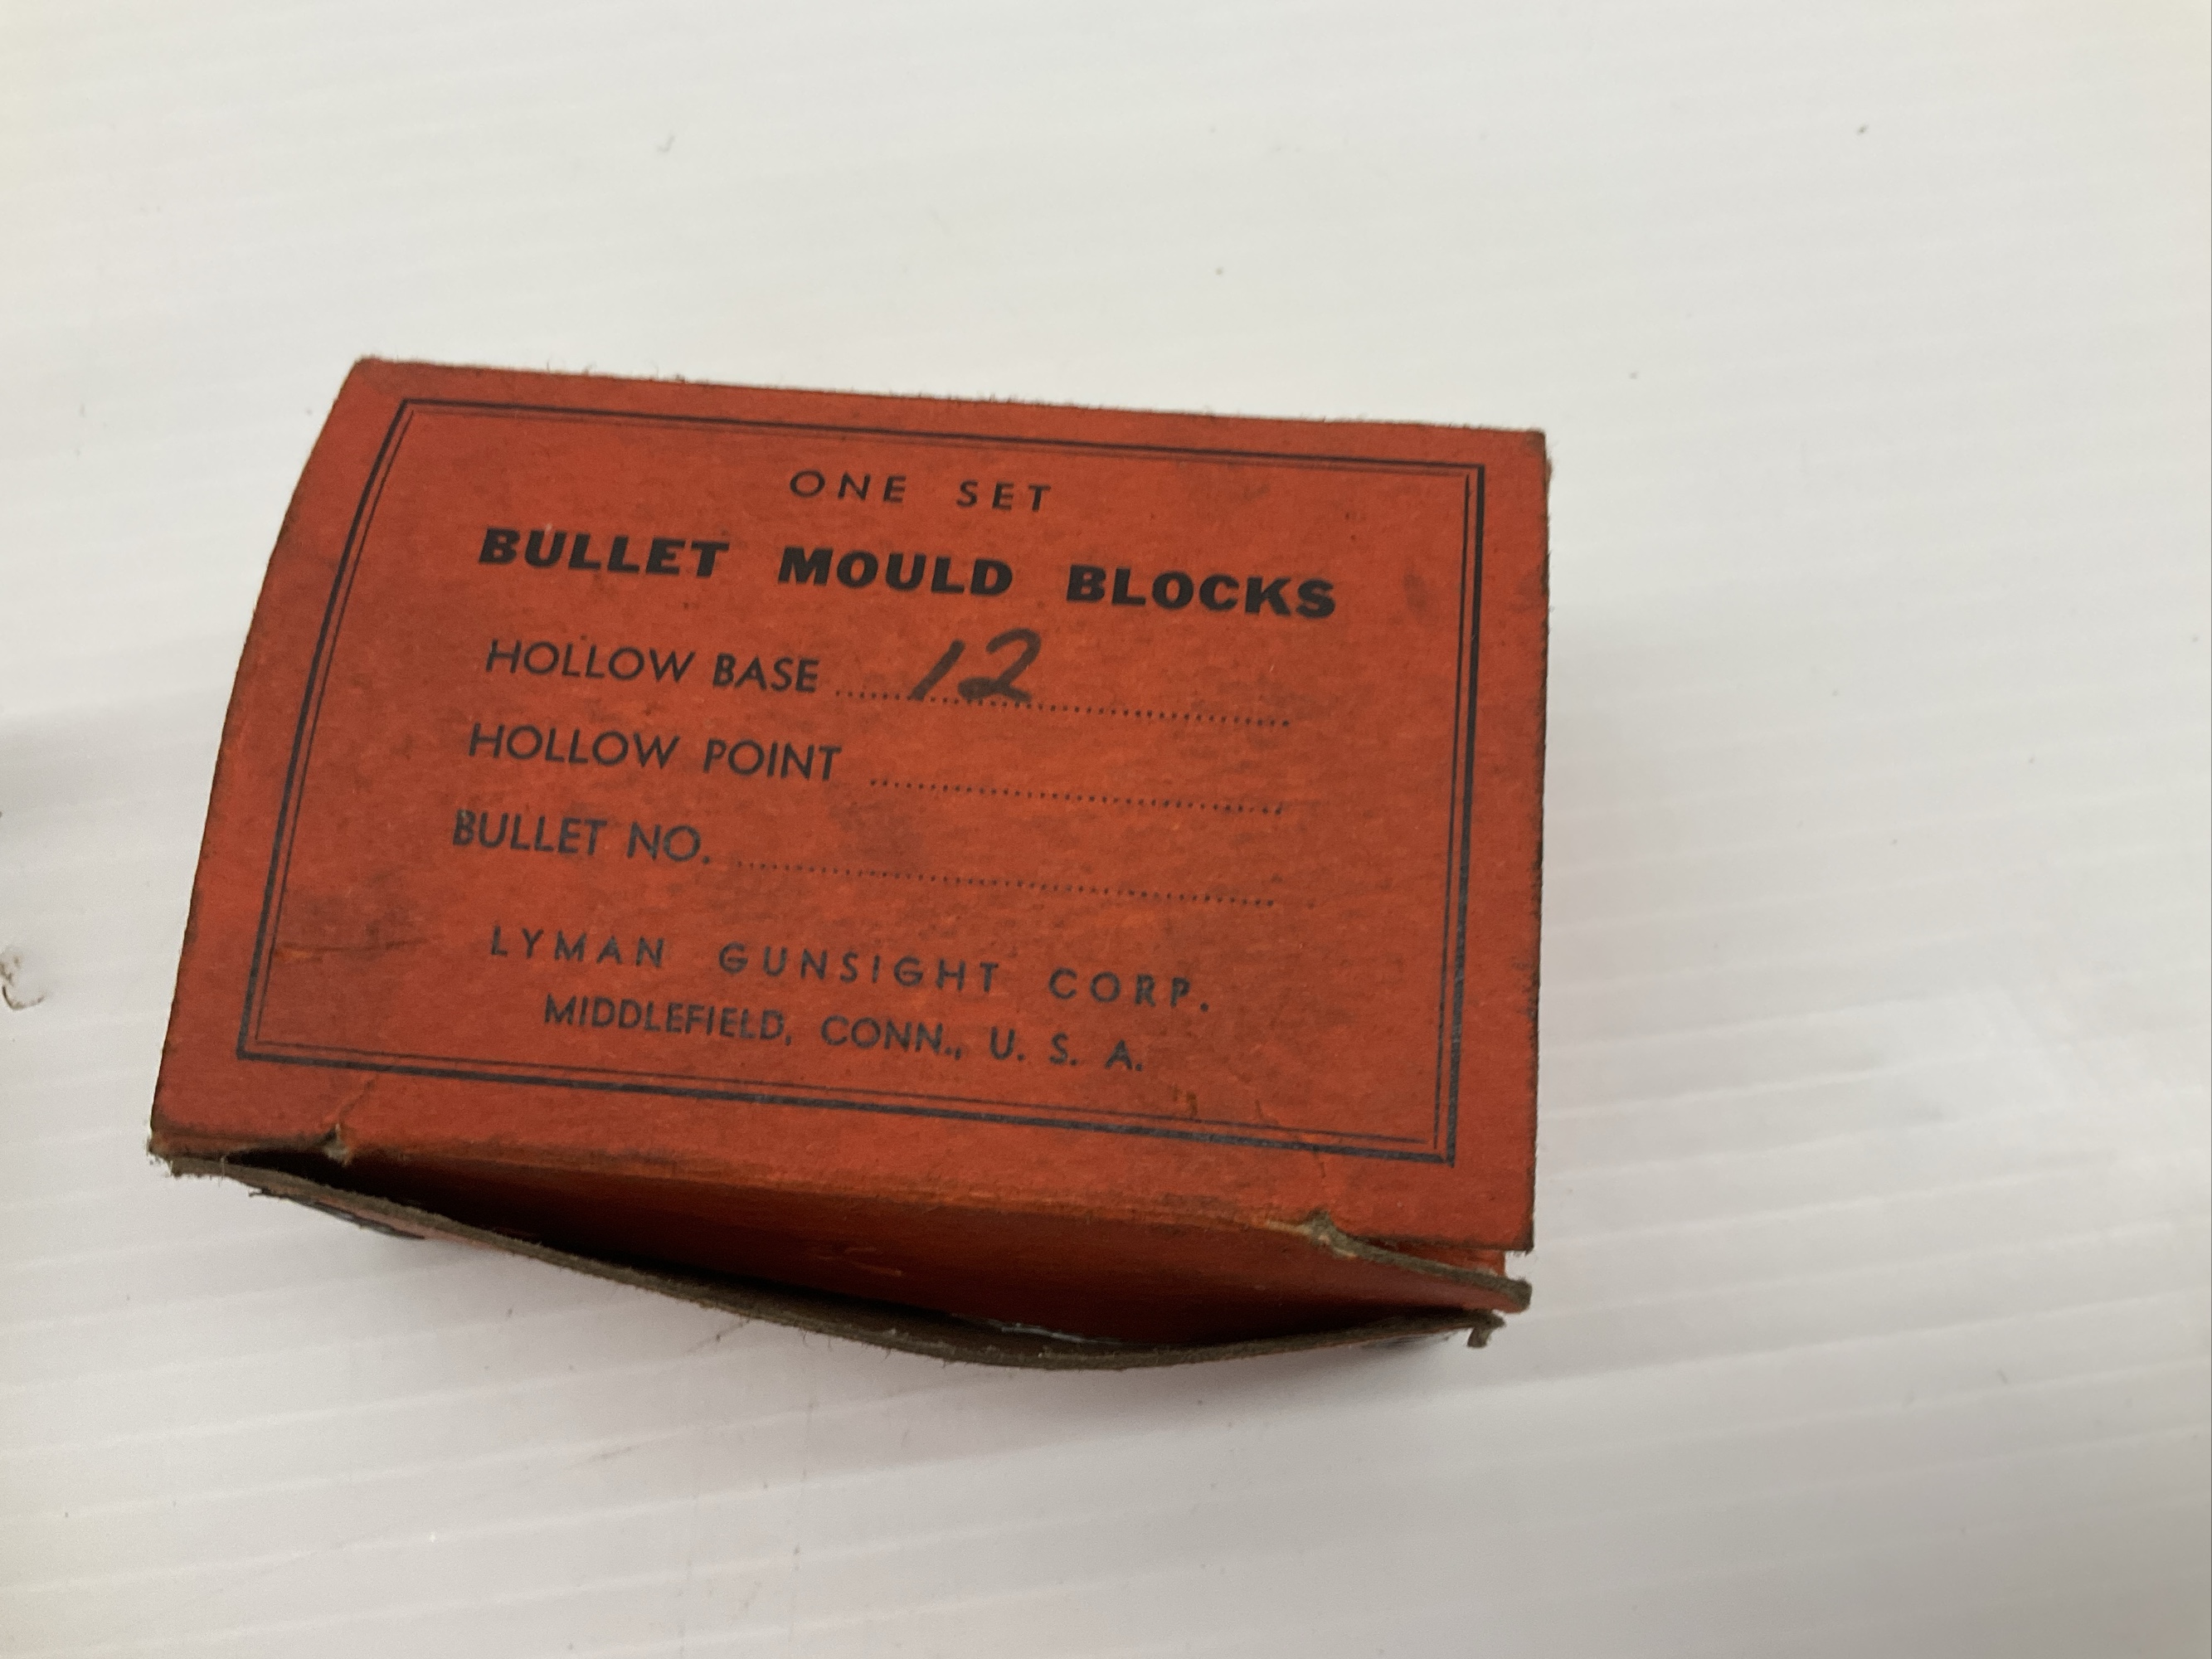 ONE SET
BULLET MOULD BLOCKS
HOLLOW BASE 12
HOLLOW POINT
BULLET NO.
LYMAN GUNSIGHT CORP.
MIDDLEFIELD, CONN., U. S. A.